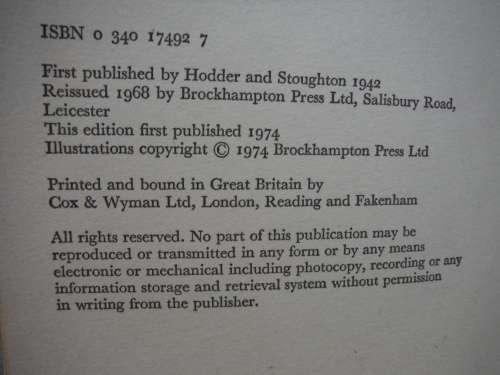 ISBN 0 340 17492 7
First published by Hodder and Stoughton 1942
Reissued 1968 by Brockhampton Press Ltd, Salisbury Road,
Leicester
This edition first published 1974
Illustrations copyright © 1974 Brockhampton Press Ltd
Printed and bound in Great Britain by
Cox & Wyman Ltd, London, Reading and Fakenham
All rights reserved. No part of this publication may be
reproduced or transmitted in any form or by any means
electronic or mechanical including photocopy, recording or any
information storage and retrieval system without permission
in writing from the publisher.